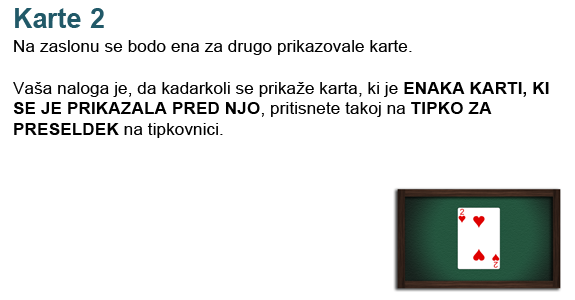 Karte 2
Na zaslonu se bodo ena za drugo prikazovale karte.
Vaša naloga je, da kadarkoli se prikaže karta, ki je ENAKA KARTI, KI
SE JE PRIKAZALA PRED NJO, pritisnete takoj na TIPKO ZA
PRESELDEK na tipkovnici.
2
2